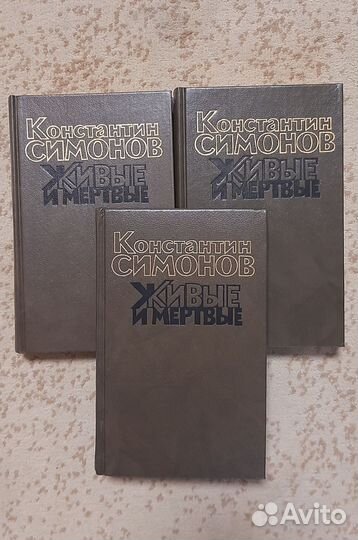 Константин
СИМОНОВ
ЖИВЫЕ
И МЕРТВЫЕ
Константин
СИМОНОВ
ЖИВЫЕ
И МЕРТВЫЕ
Константин
СИМОНОВ
ЖИВЫЕ
И МЕРТВЫЕ
Avito